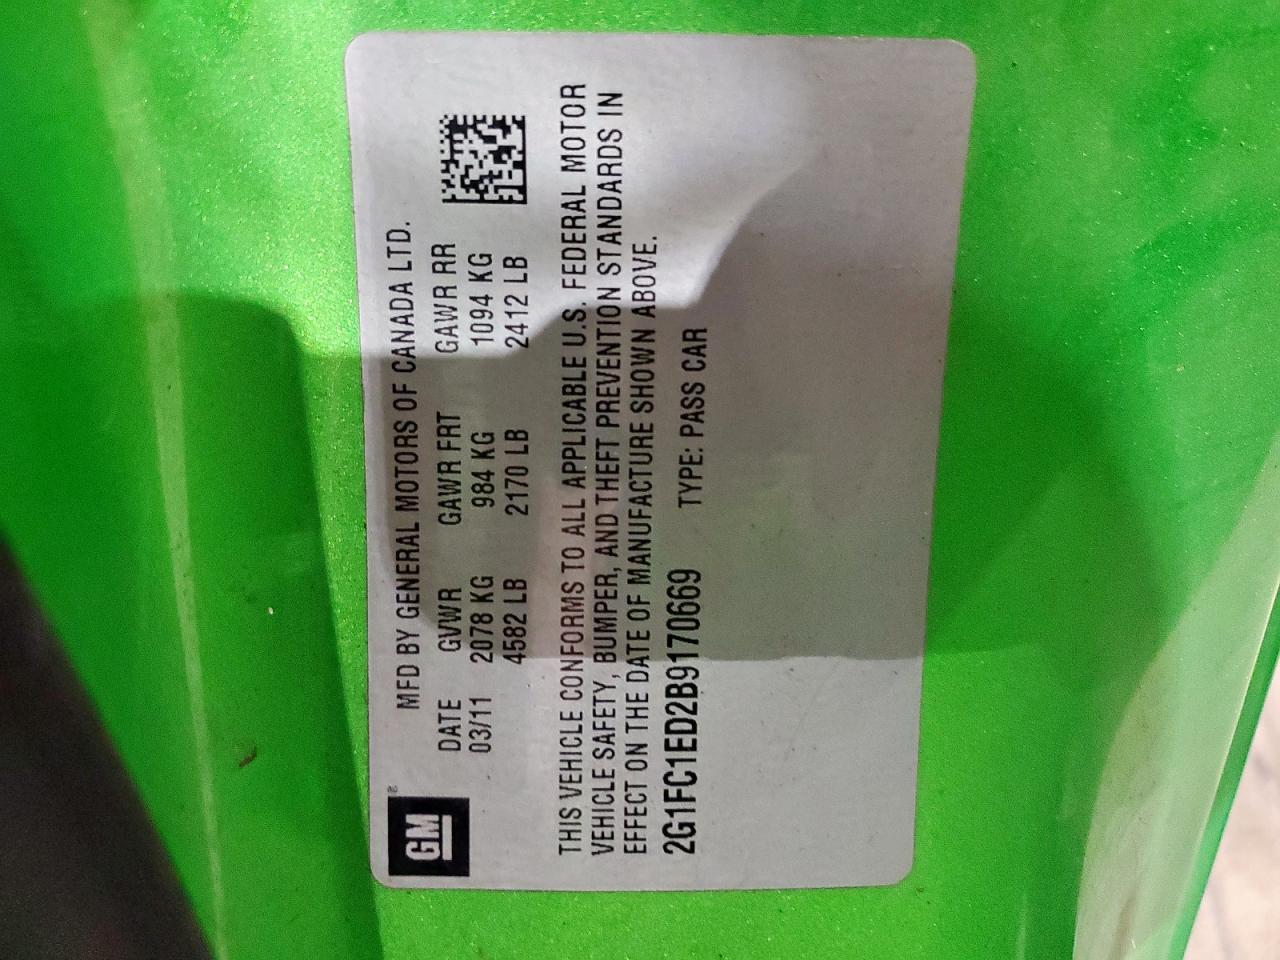 GM ®
MFD BY GENERAL MOTORS OF CANADA LTD.
DATE GVWR GAWR FRT GAWR RR
03/11 2078 KG 984 KG 1094 KG
4582 LB 2170 LB 2412 LB
THIS VEHICLE CONFORMS TO ALL APPLICABLE U.S. FEDERAL MOTOR
VEHICLE SAFETY, BUMPER, AND THEFT PREVENTION STANDARDS IN
EFFECT ON THE DATE OF MANUFACTURE SHOWN ABOVE.
2G1FC1ED2B9170669 TYPE: PASS CAR